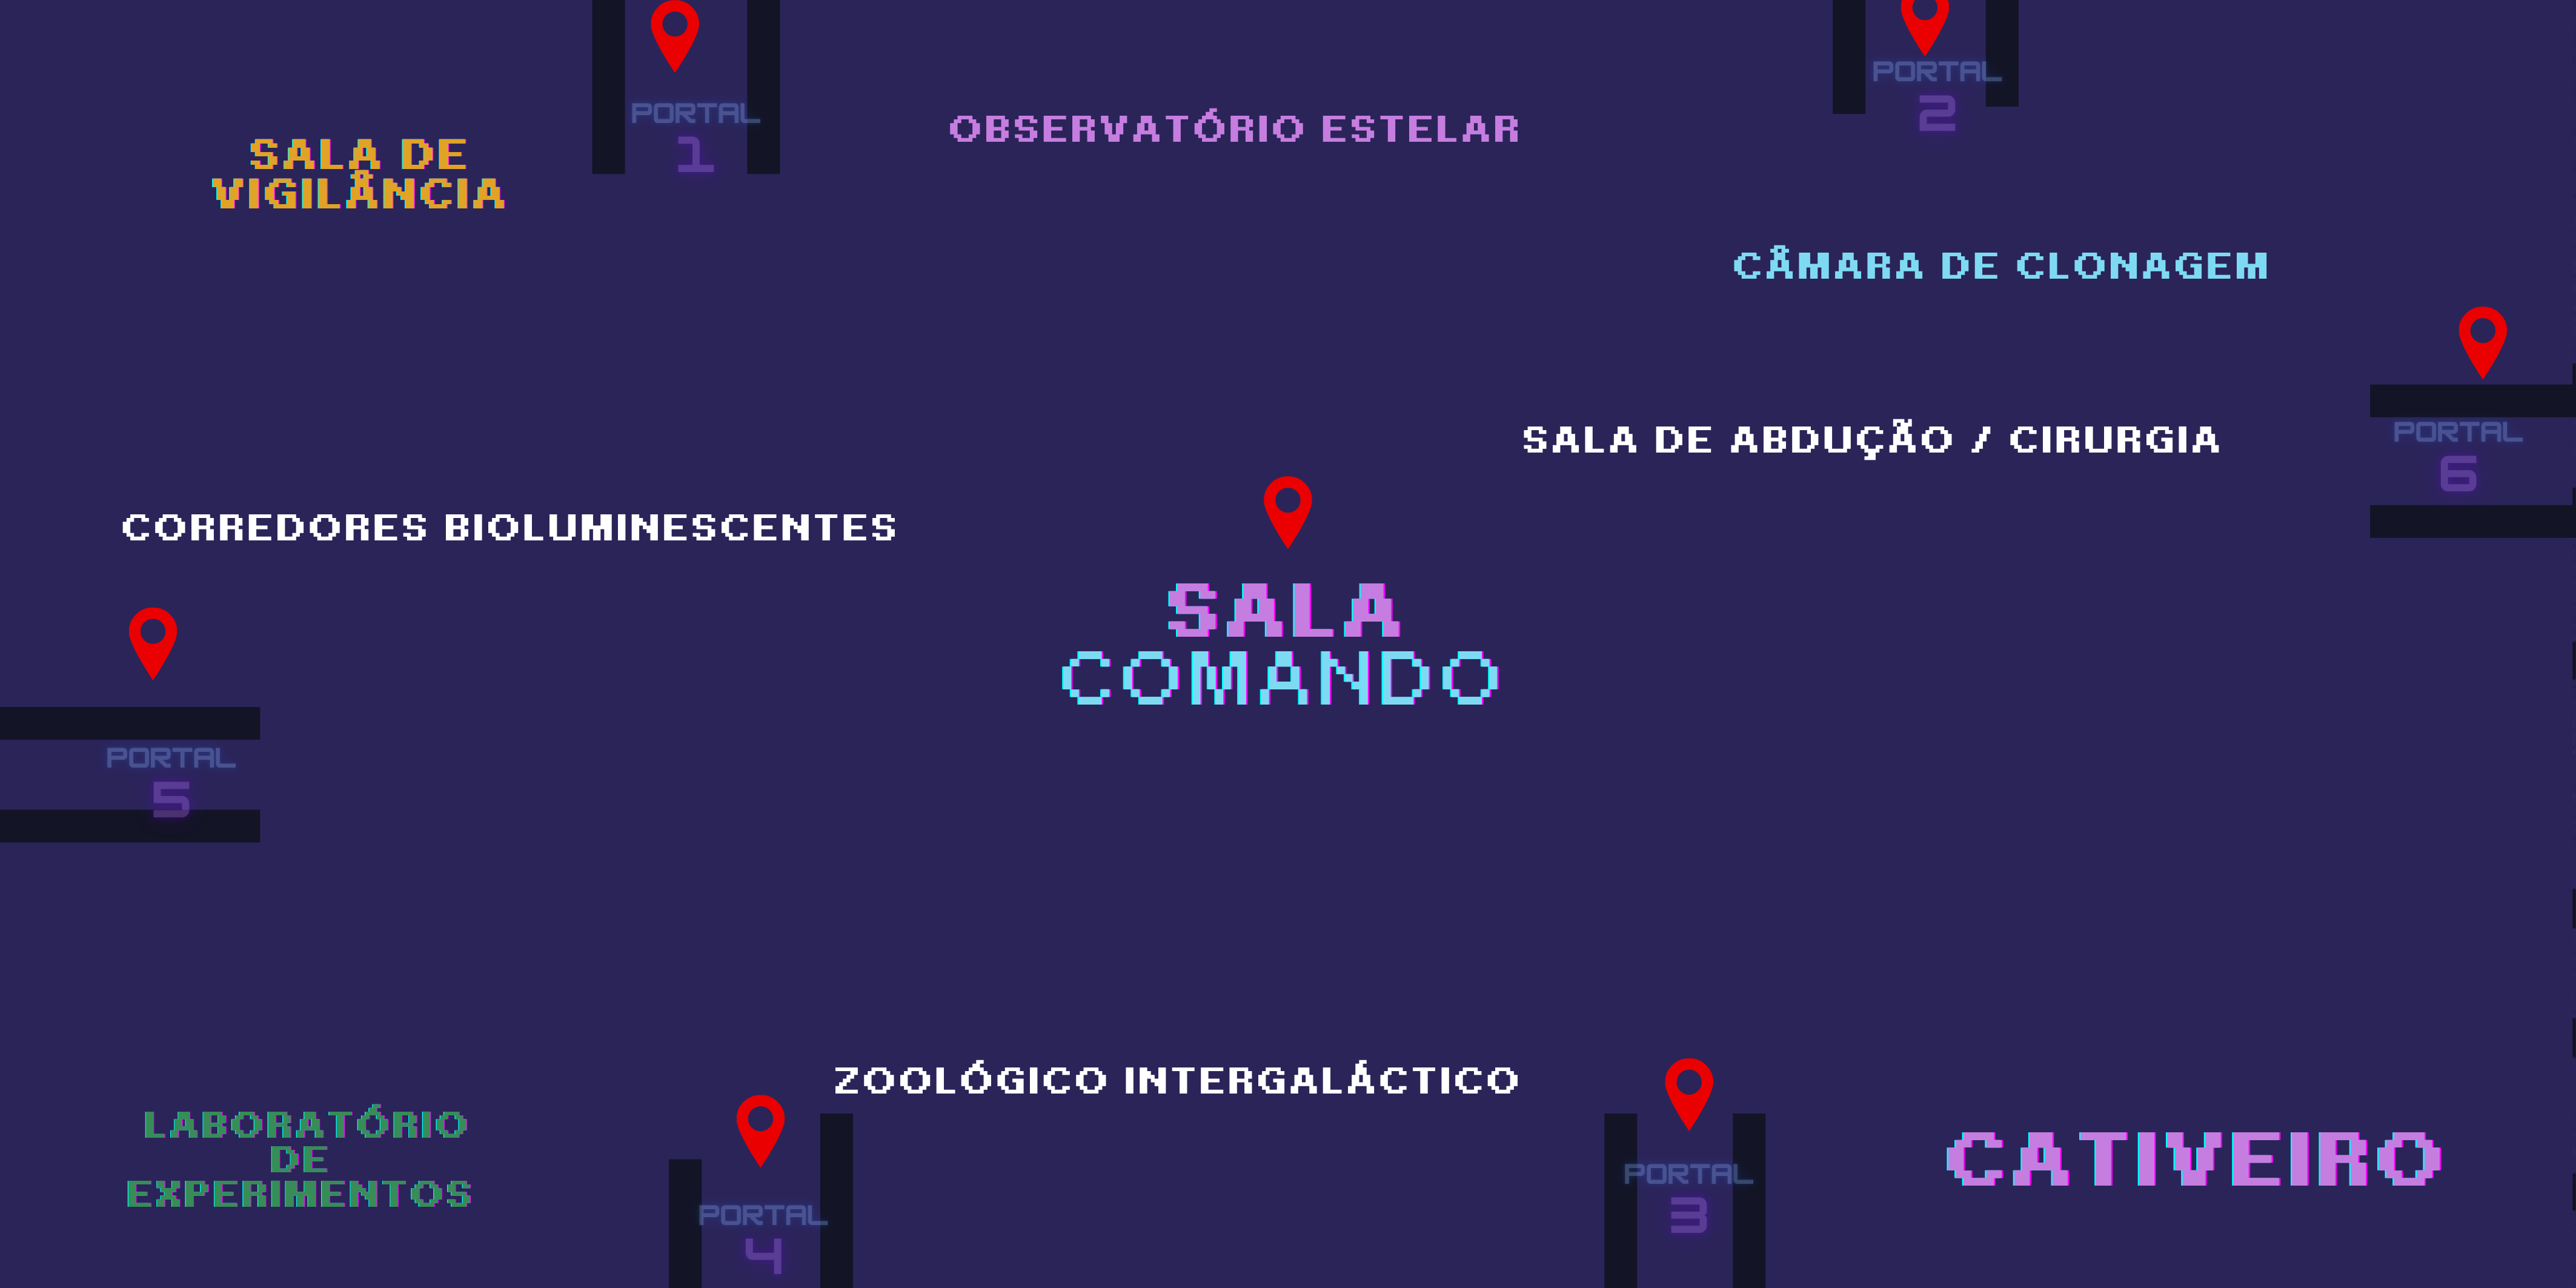 PORTAL
1
PORTAL
2
OBSERVATÓRIO ESTELAR
SALA DE
VIGILÂNCIA
CÂMARA DE CLONAGEM
SALA DE ABDUÇÃO / CIRURGIA
PORTAL
6
CORREDORES BIOLUMINESCENTES
SALA
COMANDO
PORTAL
5
ZOOLÓGICO INTERGALÁCTICO
LABORATÓRIO
DE
EXPERIMENTOS
PORTAL
4
PORTAL
3
CATIVEIRO